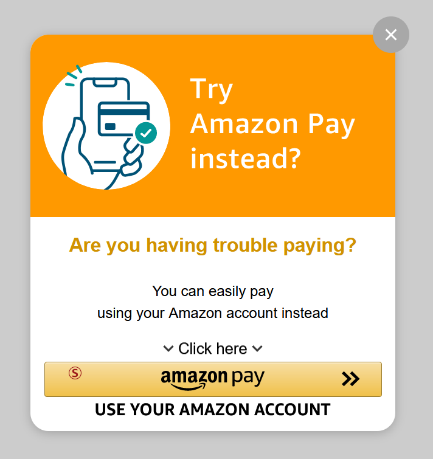 Try
Amazon Pay
instead?
Are you having trouble paying?
You can easily pay
using your Amazon account instead
Click here
S
amazon pay
USE YOUR AMAZON ACCOUNT